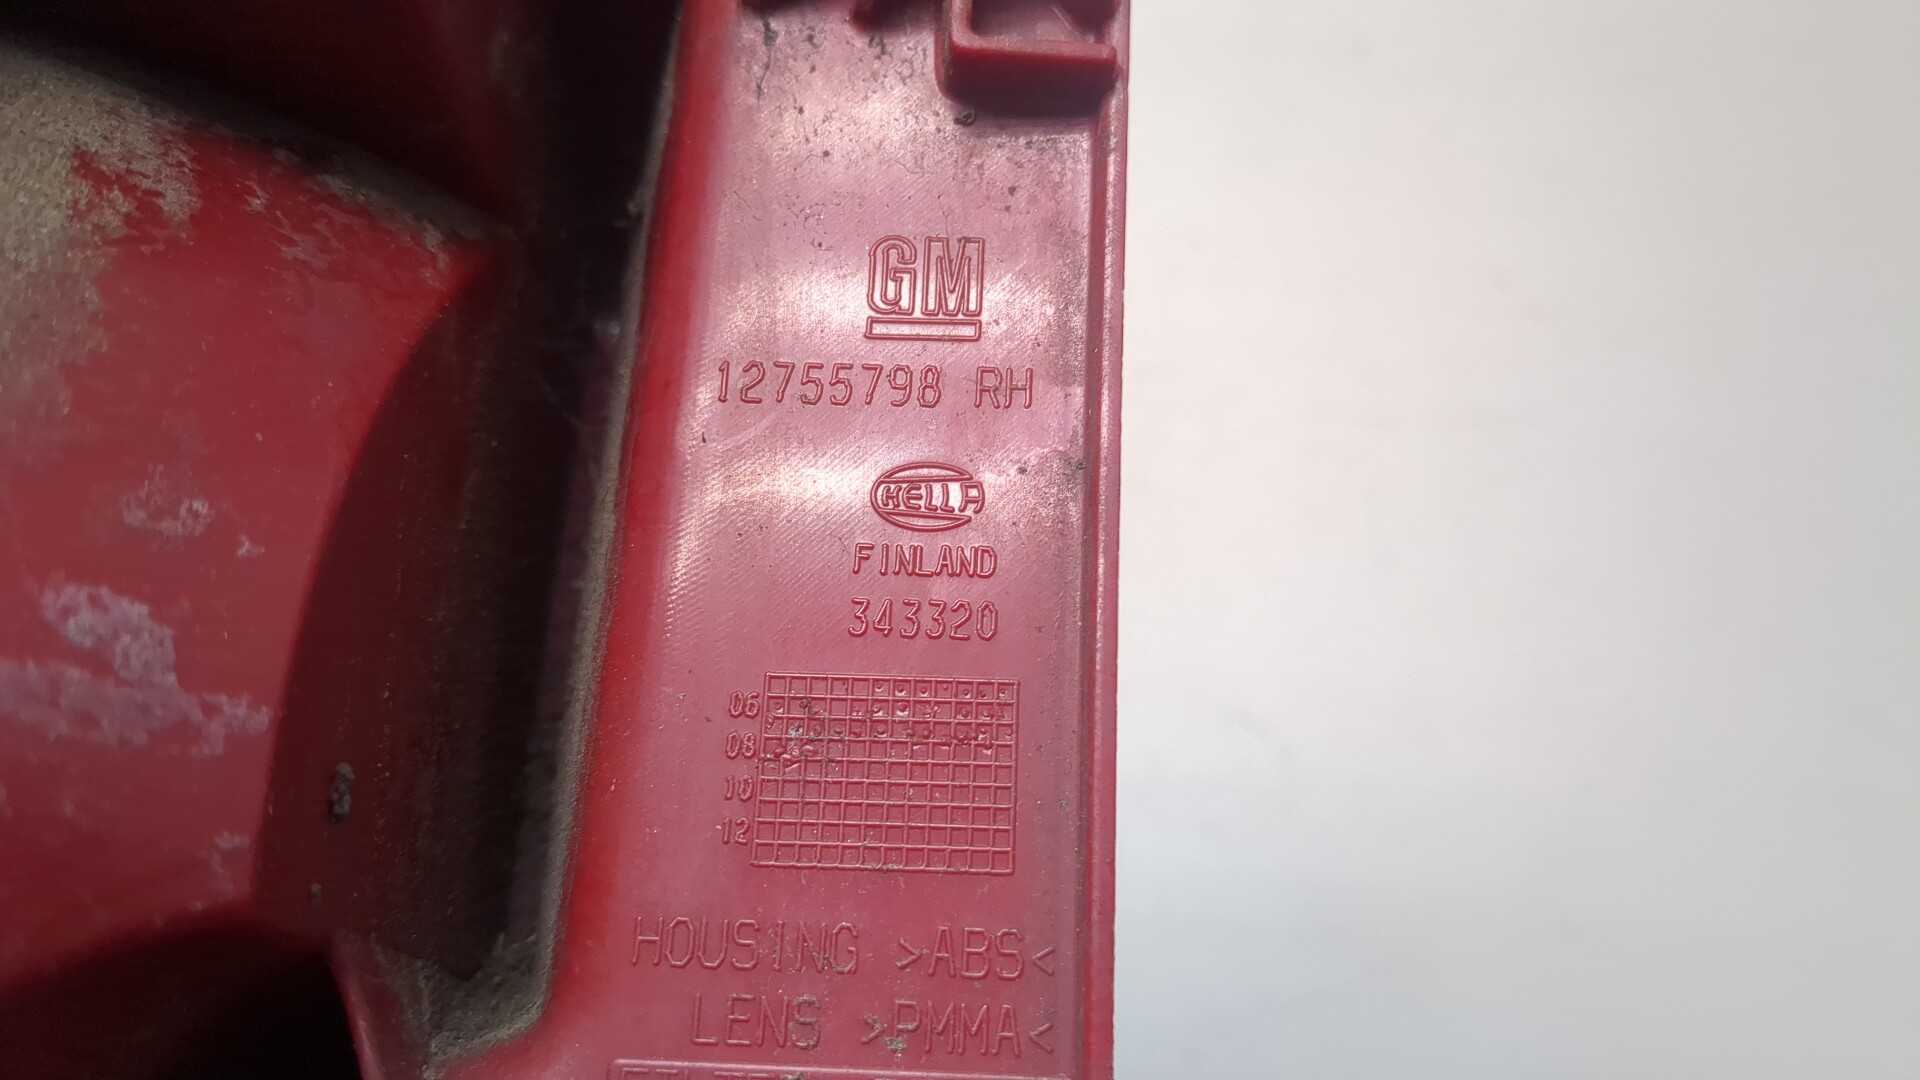 GM
12755798 RH
HELLA
FINLAND
343320
06
08
10
12
HOUSING >ABS<
LENS >PMMA<